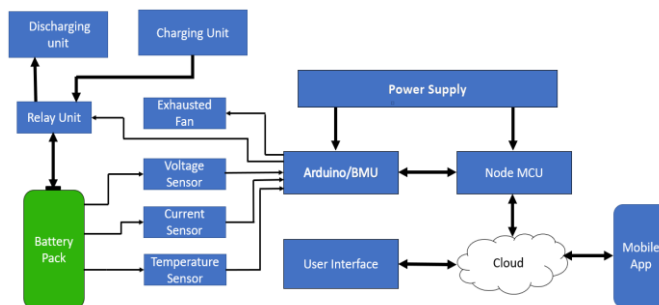 Discharging
unit
Charging Unit
Power Supply
Relay Unit
Exhausted
Fan
Voltage
Sensor
Arduino/BMU
Node MCU
Current
Sensor
Battery
Pack
Temperature
Sensor
User Interface
Cloud
Mobile
App